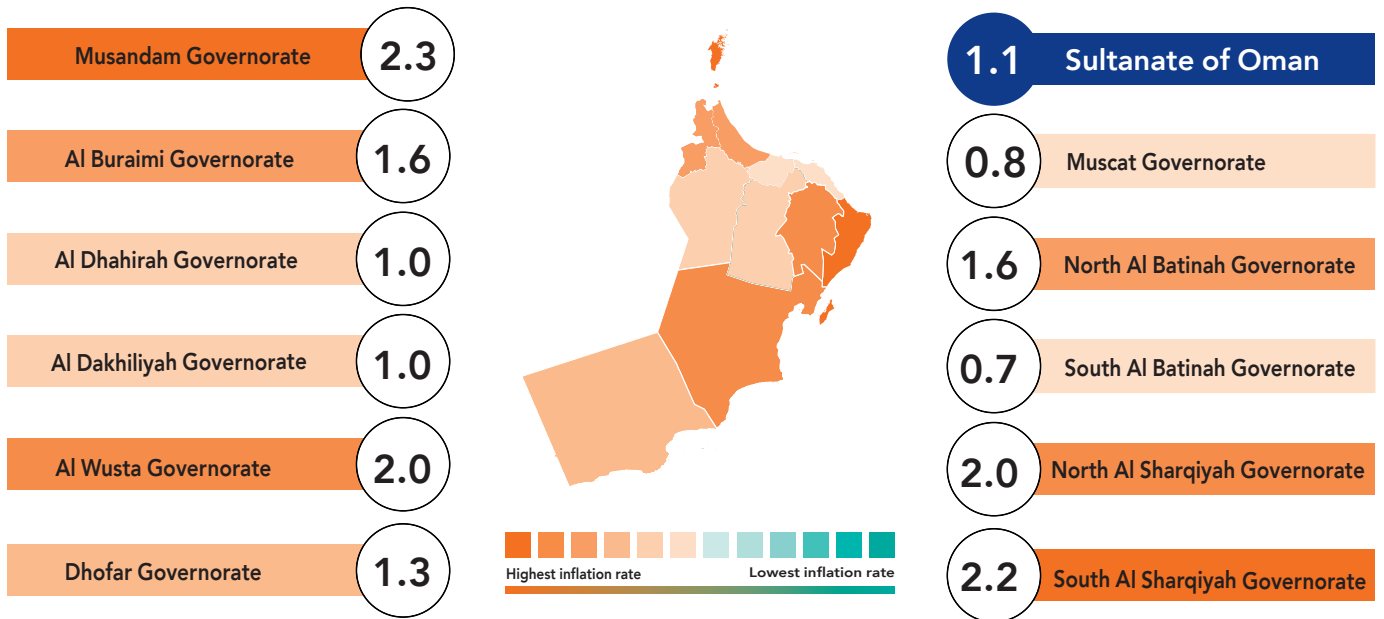 Musandam Governorate 2.3
Al Buraimi Governorate 1.6
Al Dhahirah Governorate 1.0
Al Dakhiliyah Governorate 1.0
Al Wusta Governorate 2.0
Dhofar Governorate 1.3
Highest inflation rate
Lowest inflation rate
1.1 Sultanate of Oman
0.8 Muscat Governorate
1.6 North Al Batinah Governorate
0.7 South Al Batinah Governorate
2.0 North Al Sharqiyah Governorate
2.2 South Al Sharqiyah Governorate